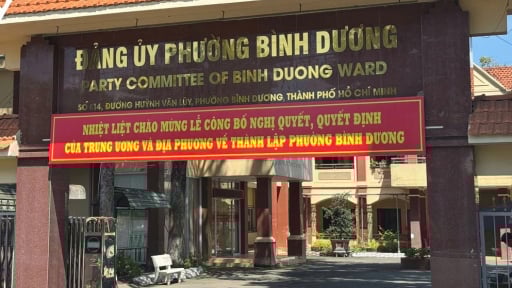 ĐẢNG ỦY PHƯỜNG BÌNH DƯƠNG
PARTY COMMITTEE OF BINH DUONG WARD
SỐ 614, ĐƯỜNG HUỲNH VĂN LŨY, PHƯỜNG BÌNH DƯƠNG THÀNH PHỐ HỒ CHÍ MINH
NHIỆT LIỆT CHÀO MỪNG LỄ CÔNG BỐ NGHỊ QUYẾT, QUYẾT ĐỊNH
CỦA TRUNG ƯƠNG VÀ ĐỊA PHƯƠNG VỀ THÀNH LẬP PHƯỜNG BÌNH DƯƠNG